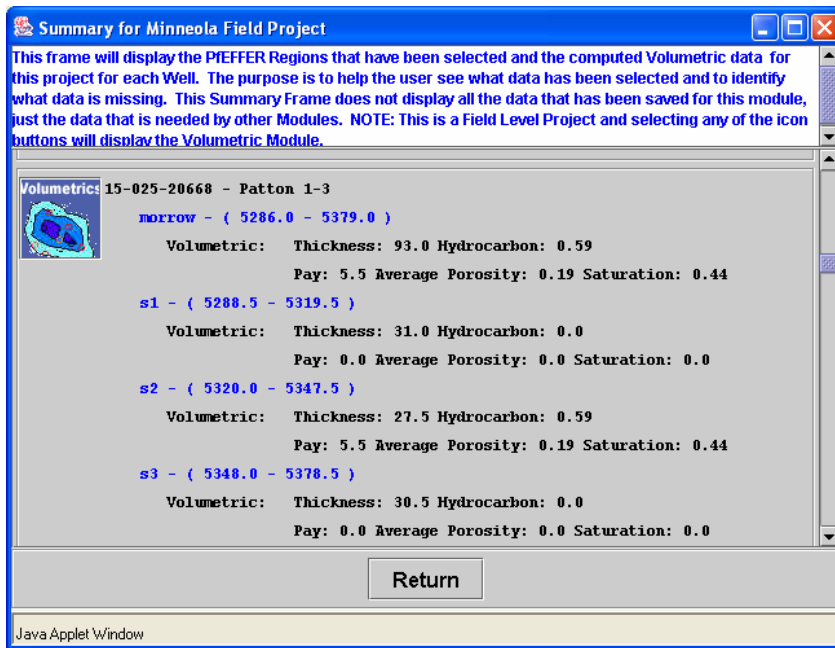 Summary for Minneola Field Project
This frame will display the PfEFFER Regions that have been selected and the computed Volumetric data for
this project for each Well. The purpose is to help the user see what data has been selected and to identify
what data is missing. This Summary Frame does not display all the data that has been saved for this module,
just the data that is needed by other Modules. NOTE: This is a Field Level Project and selecting any of the icon
buttons will display the Volumetric Module.
Volumetrics 15-025-20668 - Patton 1-3
morrow - ( 5286.0 - 5379.0 )
Volumetric: Thickness: 93.0 Hydrocarbon: 0.59
Pay: 5.5 Average Porosity: 0.19 Saturation: 0.44
s1 - ( 5288.5 - 5319.5 )
Volumetric: Thickness: 31.0 Hydrocarbon: 0.0
Pay: 0.0 Average Porosity: 0.0 Saturation: 0.0
s2 - ( 5320.0 - 5347.5 )
Volumetric: Thickness: 27.5 Hydrocarbon: 0.59
Pay: 5.5 Average Porosity: 0.19 Saturation: 0.44
s3 - ( 5348.0 - 5378.5 )
Volumetric: Thickness: 30.5 Hydrocarbon: 0.0
Pay: 0.0 Average Porosity: 0.0 Saturation: 0.0
Return
Java Applet Window